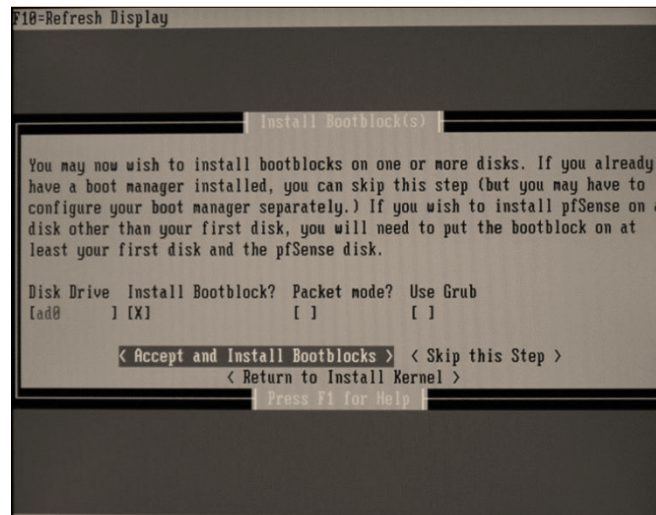 F10=Refresh Display
Install Bootblock(s)
You may now wish to install bootblocks on one or more disks. If you already
have a boot manager installed, you can skip this step (but you may have to
configure your boot manager separately.) If you wish to install pfSense on a
disk other than your first disk, you will need to put the bootblock on at
least your first disk and the pfSense disk.
Disk Drive Install Bootblock? Packet mode? Use Grub
[ad0 ] [X] [ ] [ ]
< Accept and Install Bootblocks > < Skip this Step >
< Return to Install Kernel >
Press F1 for Help